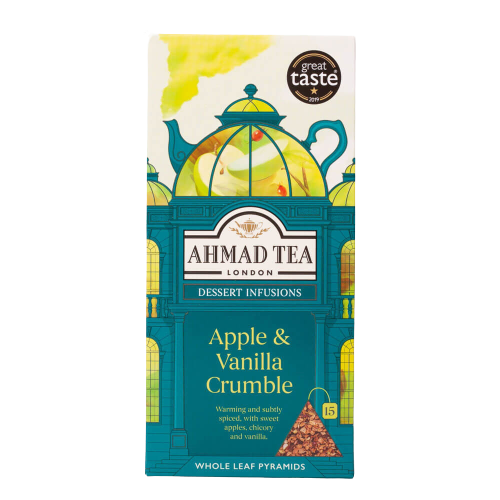 great
taste
2019
AHMAD TEA
LONDON
DESSERT INFUSIONS
Apple &
Vanilla
Crumble
Warming and subtly
spiced, with sweet
apples, chicory
and vanilla.
15
WHOLE LEAF PYRAMIDS